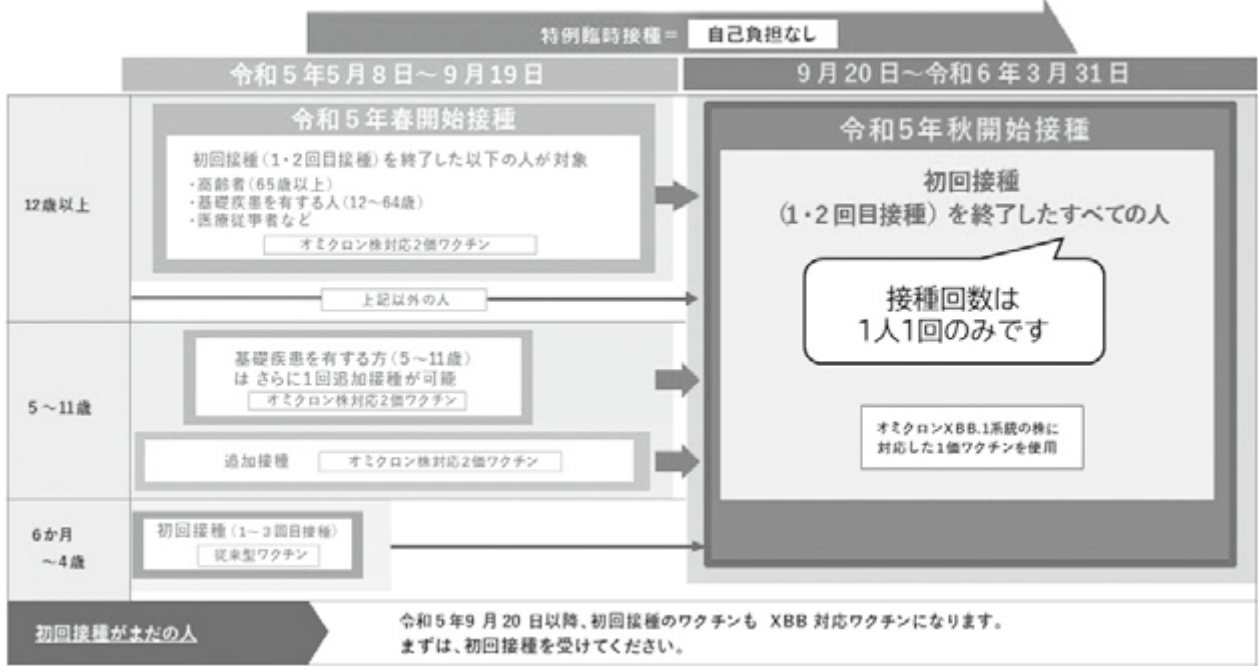 特例臨時接種= 自己負担なし
令和5年5月8日～9月19日
9月20日～令和6年3月31日
12歳以上
令和5年春開始接種
初回接種(1・2回目接種)を終了した以下の人が対象
・高齢者(65歳以上)
・基礎疾患を有する人(12～64歳)
・医療従事者など
オミクロン株対応2個ワクチン
上記以外の人
5～11歳
基礎疾患を有する方(5～11歳)
は さらに1回追加接種が可能
オミクロン株対応2個ワクチン
追加接種 オミクロン株対応2個ワクチン
6か月
～4歳
初回接種(1～3回目接種)
従来型ワクチン
令和5年秋開始接種
初回接種
(1・2回目接種)を終了したすべての人
接種回数は
1人1回のみです
オミクロンXBB.1系統の株に
対応した1個ワクチンを使用
初回接種がまだの人
令和5年9月20日以降、初回接種のワクチンも XBB 対応ワクチンになります。
まずは、初回接種を受けてください。